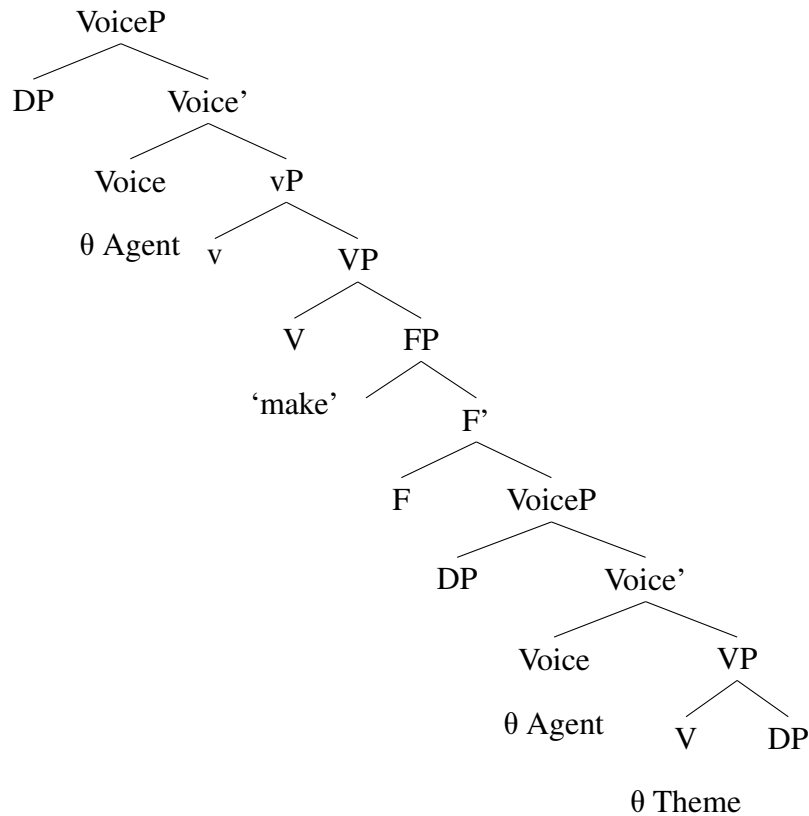 VoiceP
DP Voice’
Voice vP
θ Agent v VP
V FP
‘make’ F’
F VoiceP
DP Voice’
Voice VP
θ Agent V DP
θ Theme